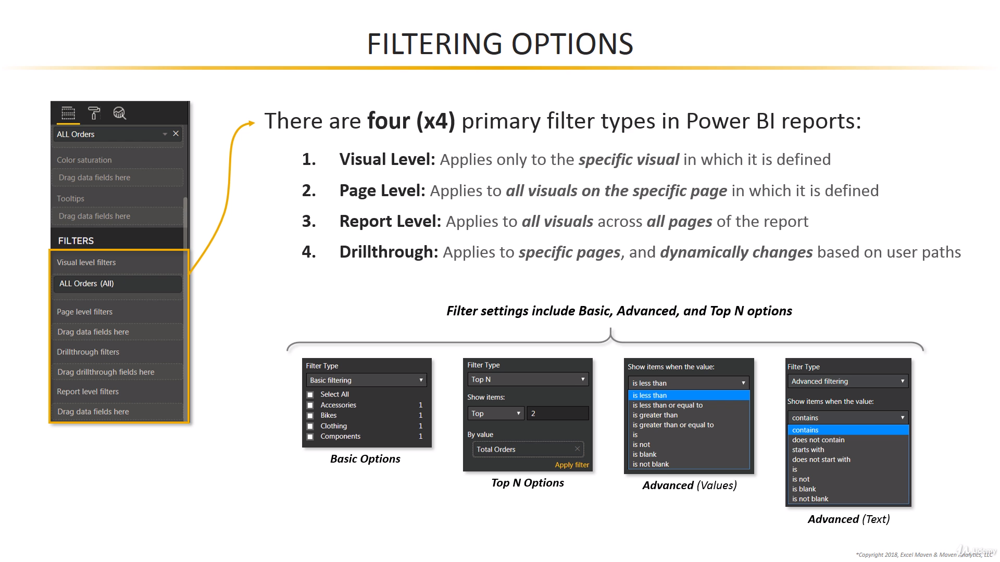 FILTERING OPTIONS
ALL Orders
Color saturation
Drag data fields here
Tooltips
Drag data fields here
FILTERS
Visual level filters
ALL Orders (All)
Page level filters
Drag data fields here
Drillthrough filters
Drag drillthrough fields here
Report level filters
Drag data fields here
There are four (x4) primary filter types in Power BI reports:
1. Visual Level: Applies only to the specific visual in which it is defined
2. Page Level: Applies to all visuals on the specific page in which it is defined
3. Report Level: Applies to all visuals across all pages of the report
4. Drillthrough: Applies to specific pages, and dynamically changes based on user paths
Filter settings include Basic, Advanced, and Top N options
Filter Type
Basic filtering
Select All
Accessories 1
Bikes 1
Clothing 1
Components 1
Basic Options
Filter Type
Top N
Show items:
Top 2
By value
Total Orders
Apply filter
Top N Options
Show items when the value:
is less than
is less than
is less than or equal to
is greater than
is greater than or equal to
is
is not
is blank
is not blank
Advanced (Values)
Filter Type
Advanced filtering
Show items when the value:
contains
contains
does not contain
starts with
does not start with
is
is not
is blank
is not blank
Advanced (Text)
*Copyright 2018, Excel Maven & Maven Analytics, LLC
Udemy